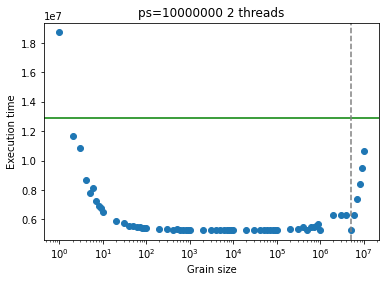 ps=10000000 2 threads
1e7
1.8
1.6
1.4
1.2
1.0
0.8
0.6
Execution time
10⁰ 10¹ 10² 10³ 10⁴ 10⁵ 10⁶ 10⁷
Grain size